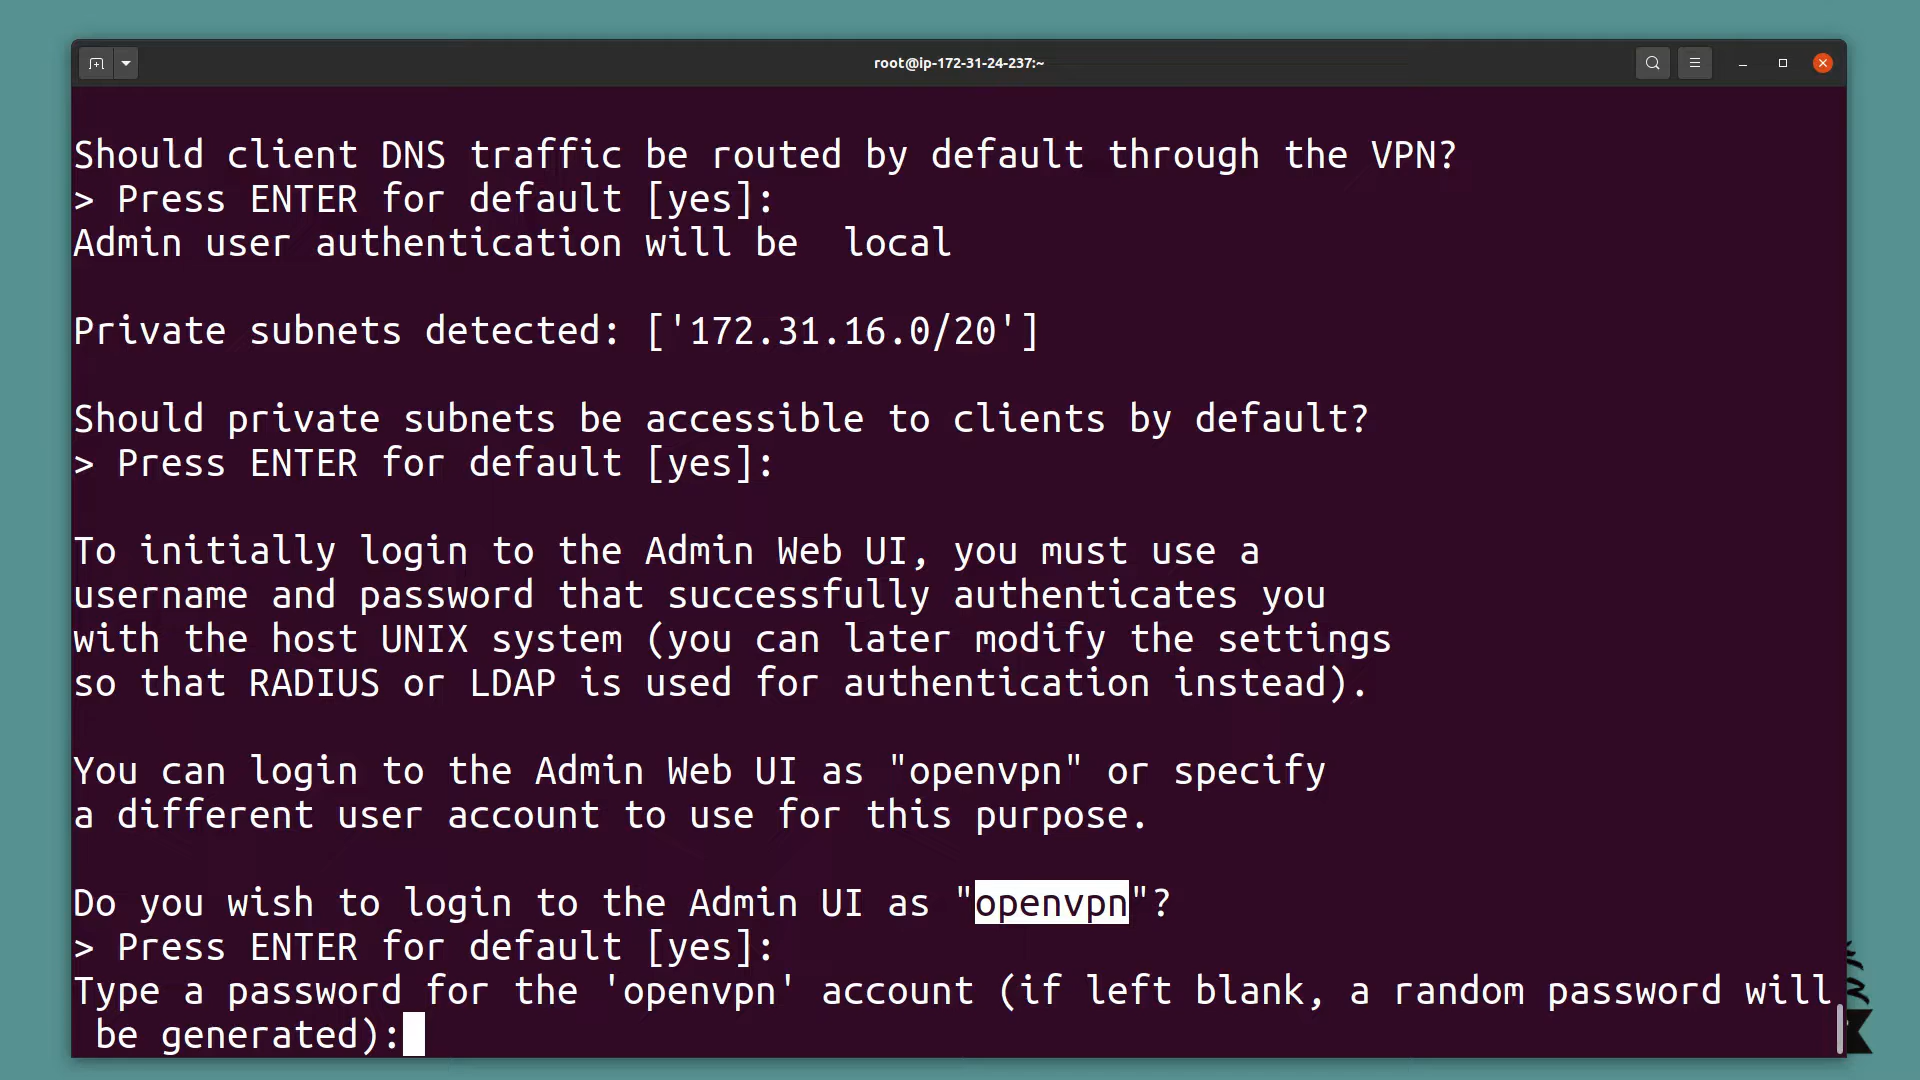 root@ip-172-31-24-237:~
Should client DNS traffic be routed by default through the VPN?
> Press ENTER for default [yes]:
Admin user authentication will be  local
Private subnets detected: ['172.31.16.0/20']
Should private subnets be accessible to clients by default?
> Press ENTER for default [yes]:
To initially login to the Admin Web UI, you must use a
username and password that successfully authenticates you
with the host UNIX system (you can later modify the settings
so that RADIUS or LDAP is used for authentication instead).
You can login to the Admin Web UI as "openvpn" or specify
a different user account to use for this purpose.
Do you wish to login to the Admin UI as "openvpn"?
> Press ENTER for default [yes]:
Type a password for the 'openvpn' account (if left blank, a random password will
 be generated):